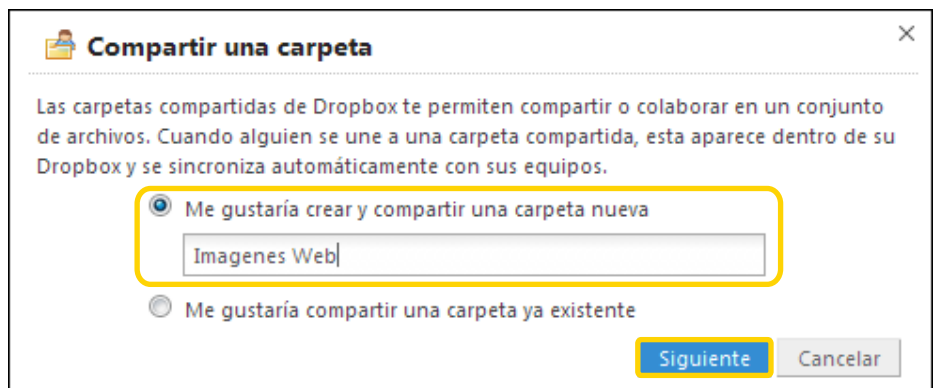 Compartir una carpeta
Las carpetas compartidas de Dropbox te permiten compartir o colaborar en un conjunto
de archivos. Cuando alguien se une a una carpeta compartida, esta aparece dentro de su
Dropbox y se sincroniza automáticamente con sus equipos.
Me gustaría crear y compartir una carpeta nueva
Imagenes Web
Me gustaría compartir una carpeta ya existente
Siguiente Cancelar